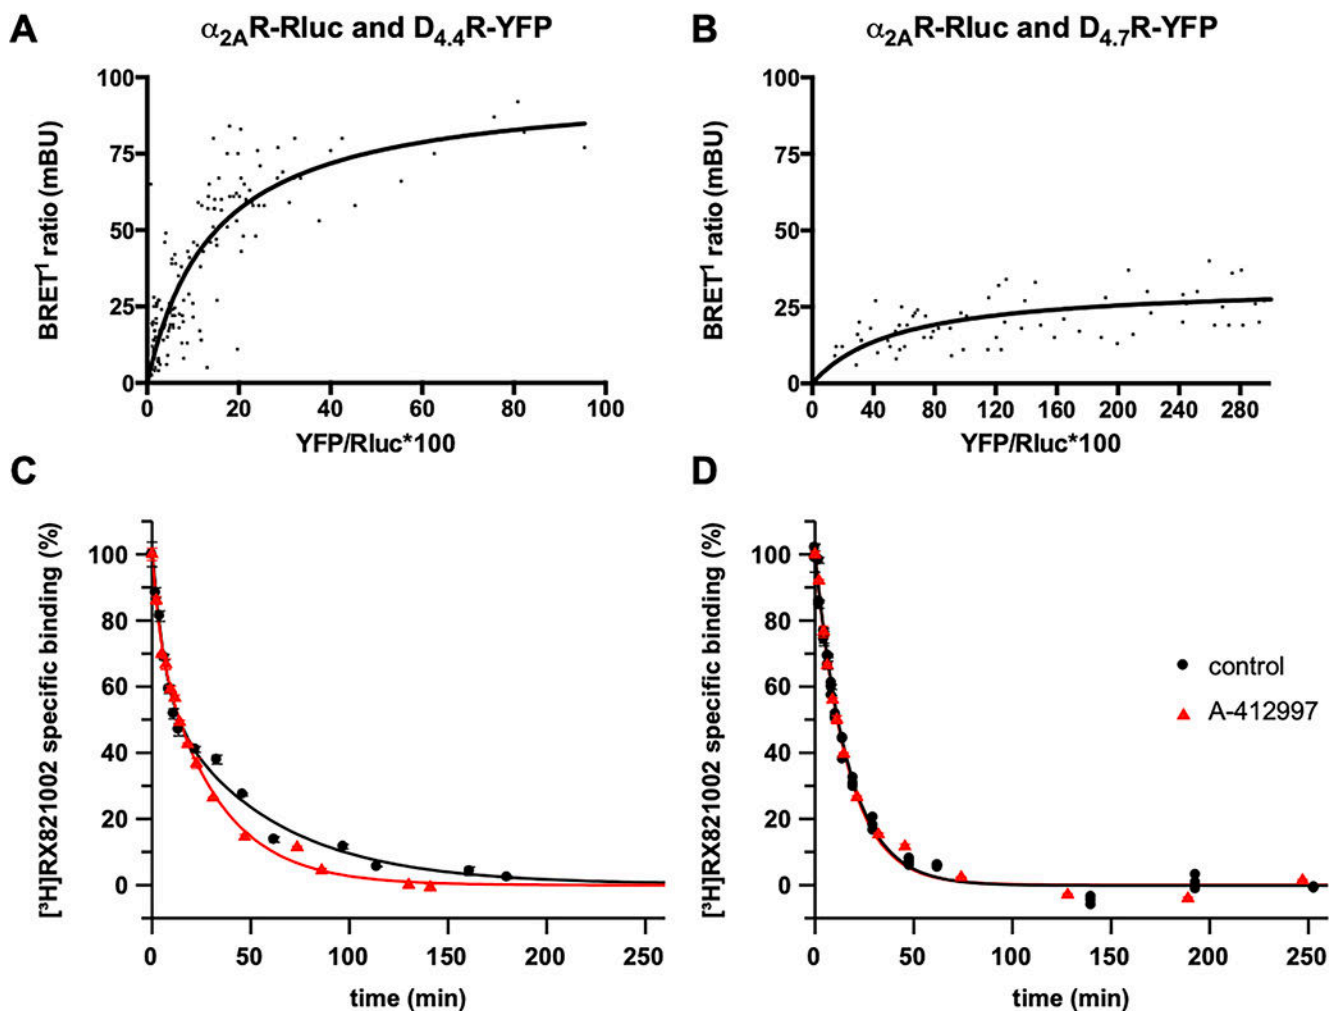 A
α2AR-Rluc and D4.4R-YFP
BRET¹ ratio (mBU)
100
75
50
25
0
0 20 40 60 80 100
YFP/Rluc*100
B
α2AR-Rluc and D4.7R-YFP
BRET¹ ratio (mBU)
100
75
50
25
0
0 40 80 120 160 200 240 280
YFP/Rluc*100
C
[³H]RX821002 specific binding (%)
100
80
60
40
20
0
0 50 100 150 200 250
time (min)
D
[³H]RX821002 specific binding (%)
100
80
60
40
20
0
control
A-412997
0 50 100 150 200 250
time (min)